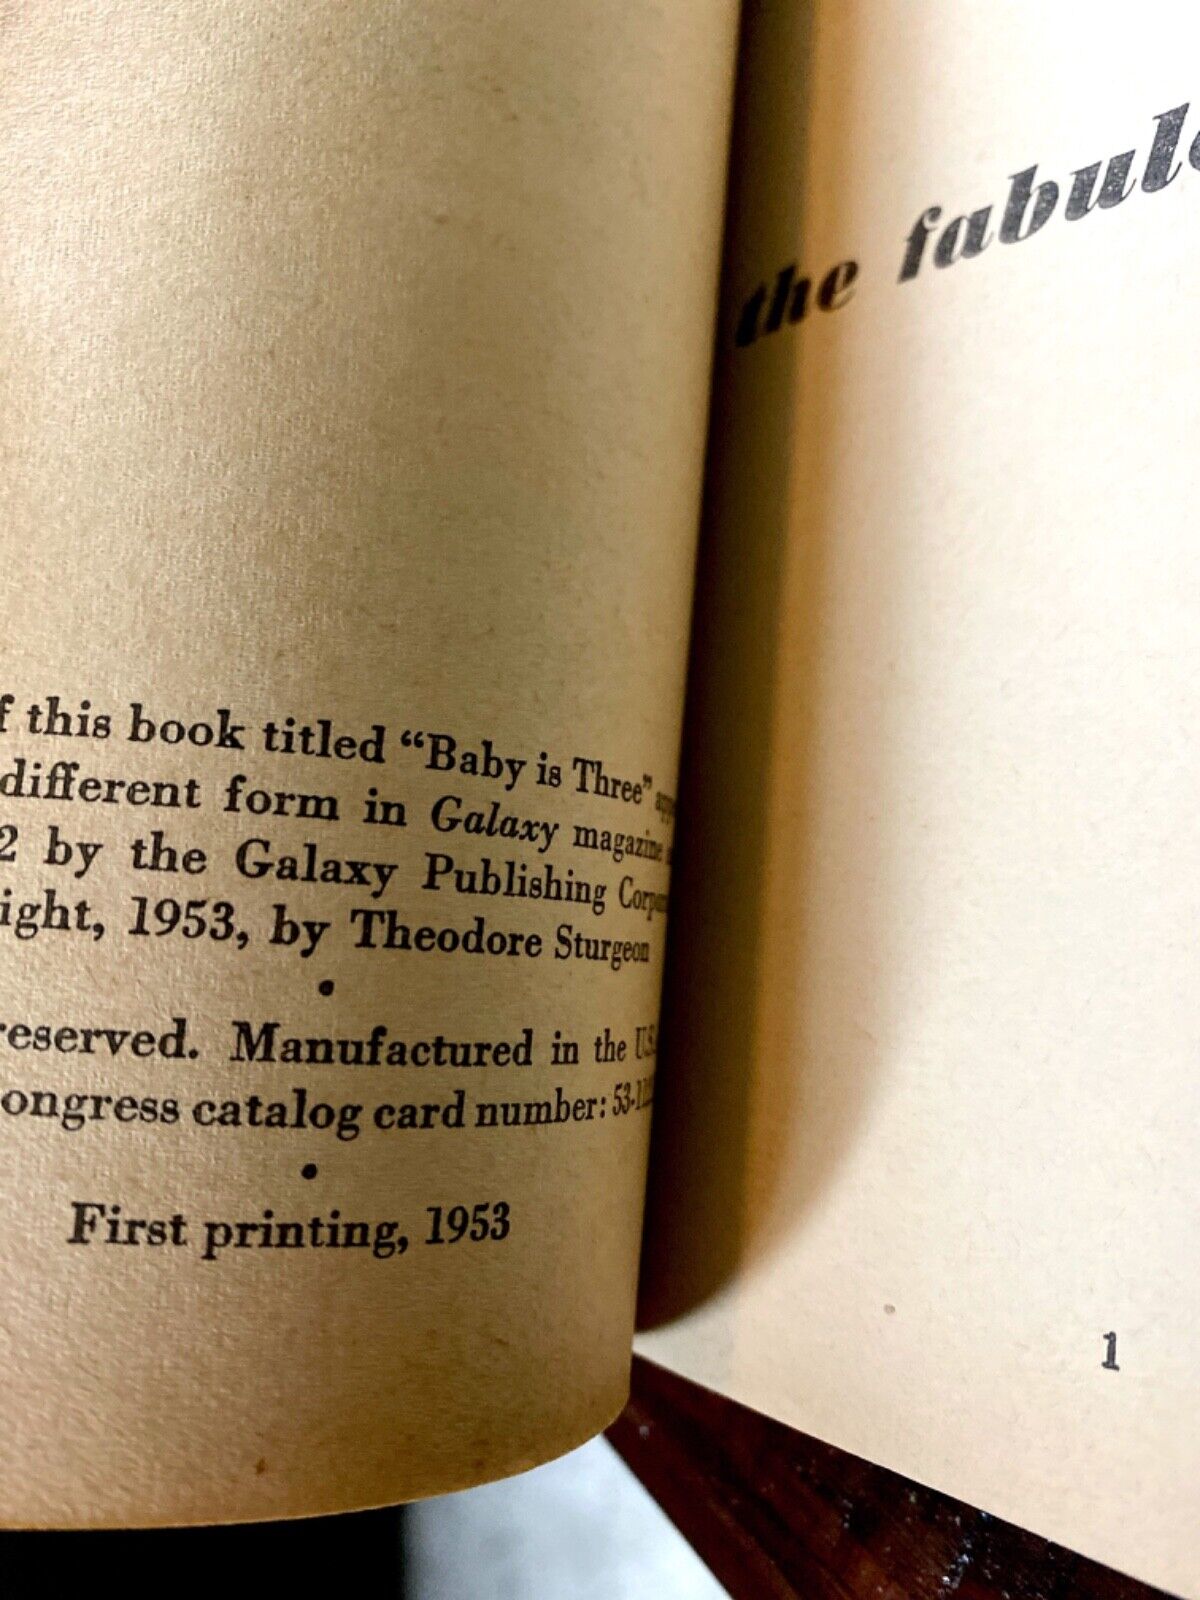 f this book titled “Baby is Three”
different form in Galaxy magazine
2 by the Galaxy Publishing
ight, 1953, by Theodore Sturgeon
•
reserved. Manufactured in the U.S.
ongress catalog card number: 53-
•
First printing, 1953
the fabul
1